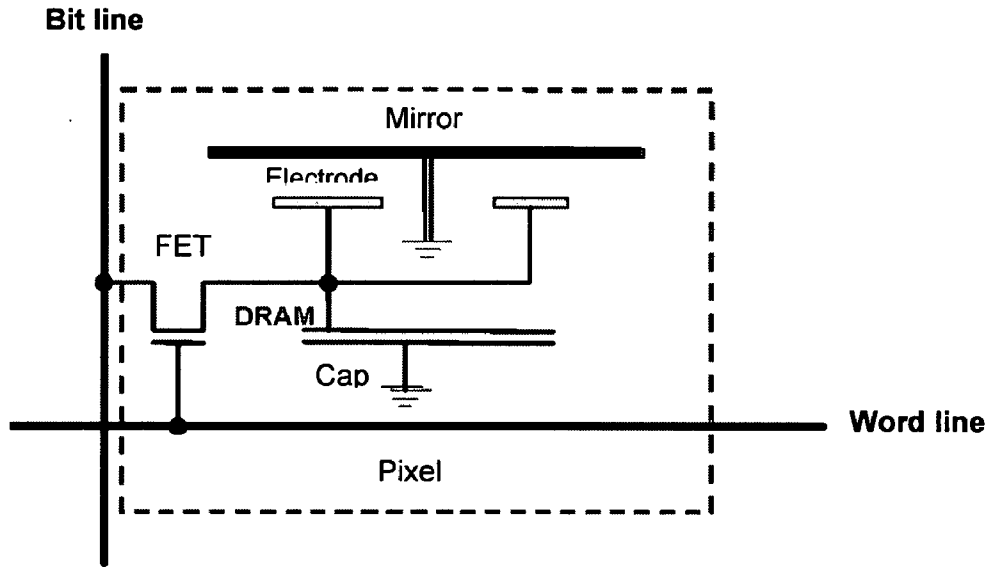 Bit line
Mirror
Electrode
FET
DRAM
Cap
Word line
Pixel